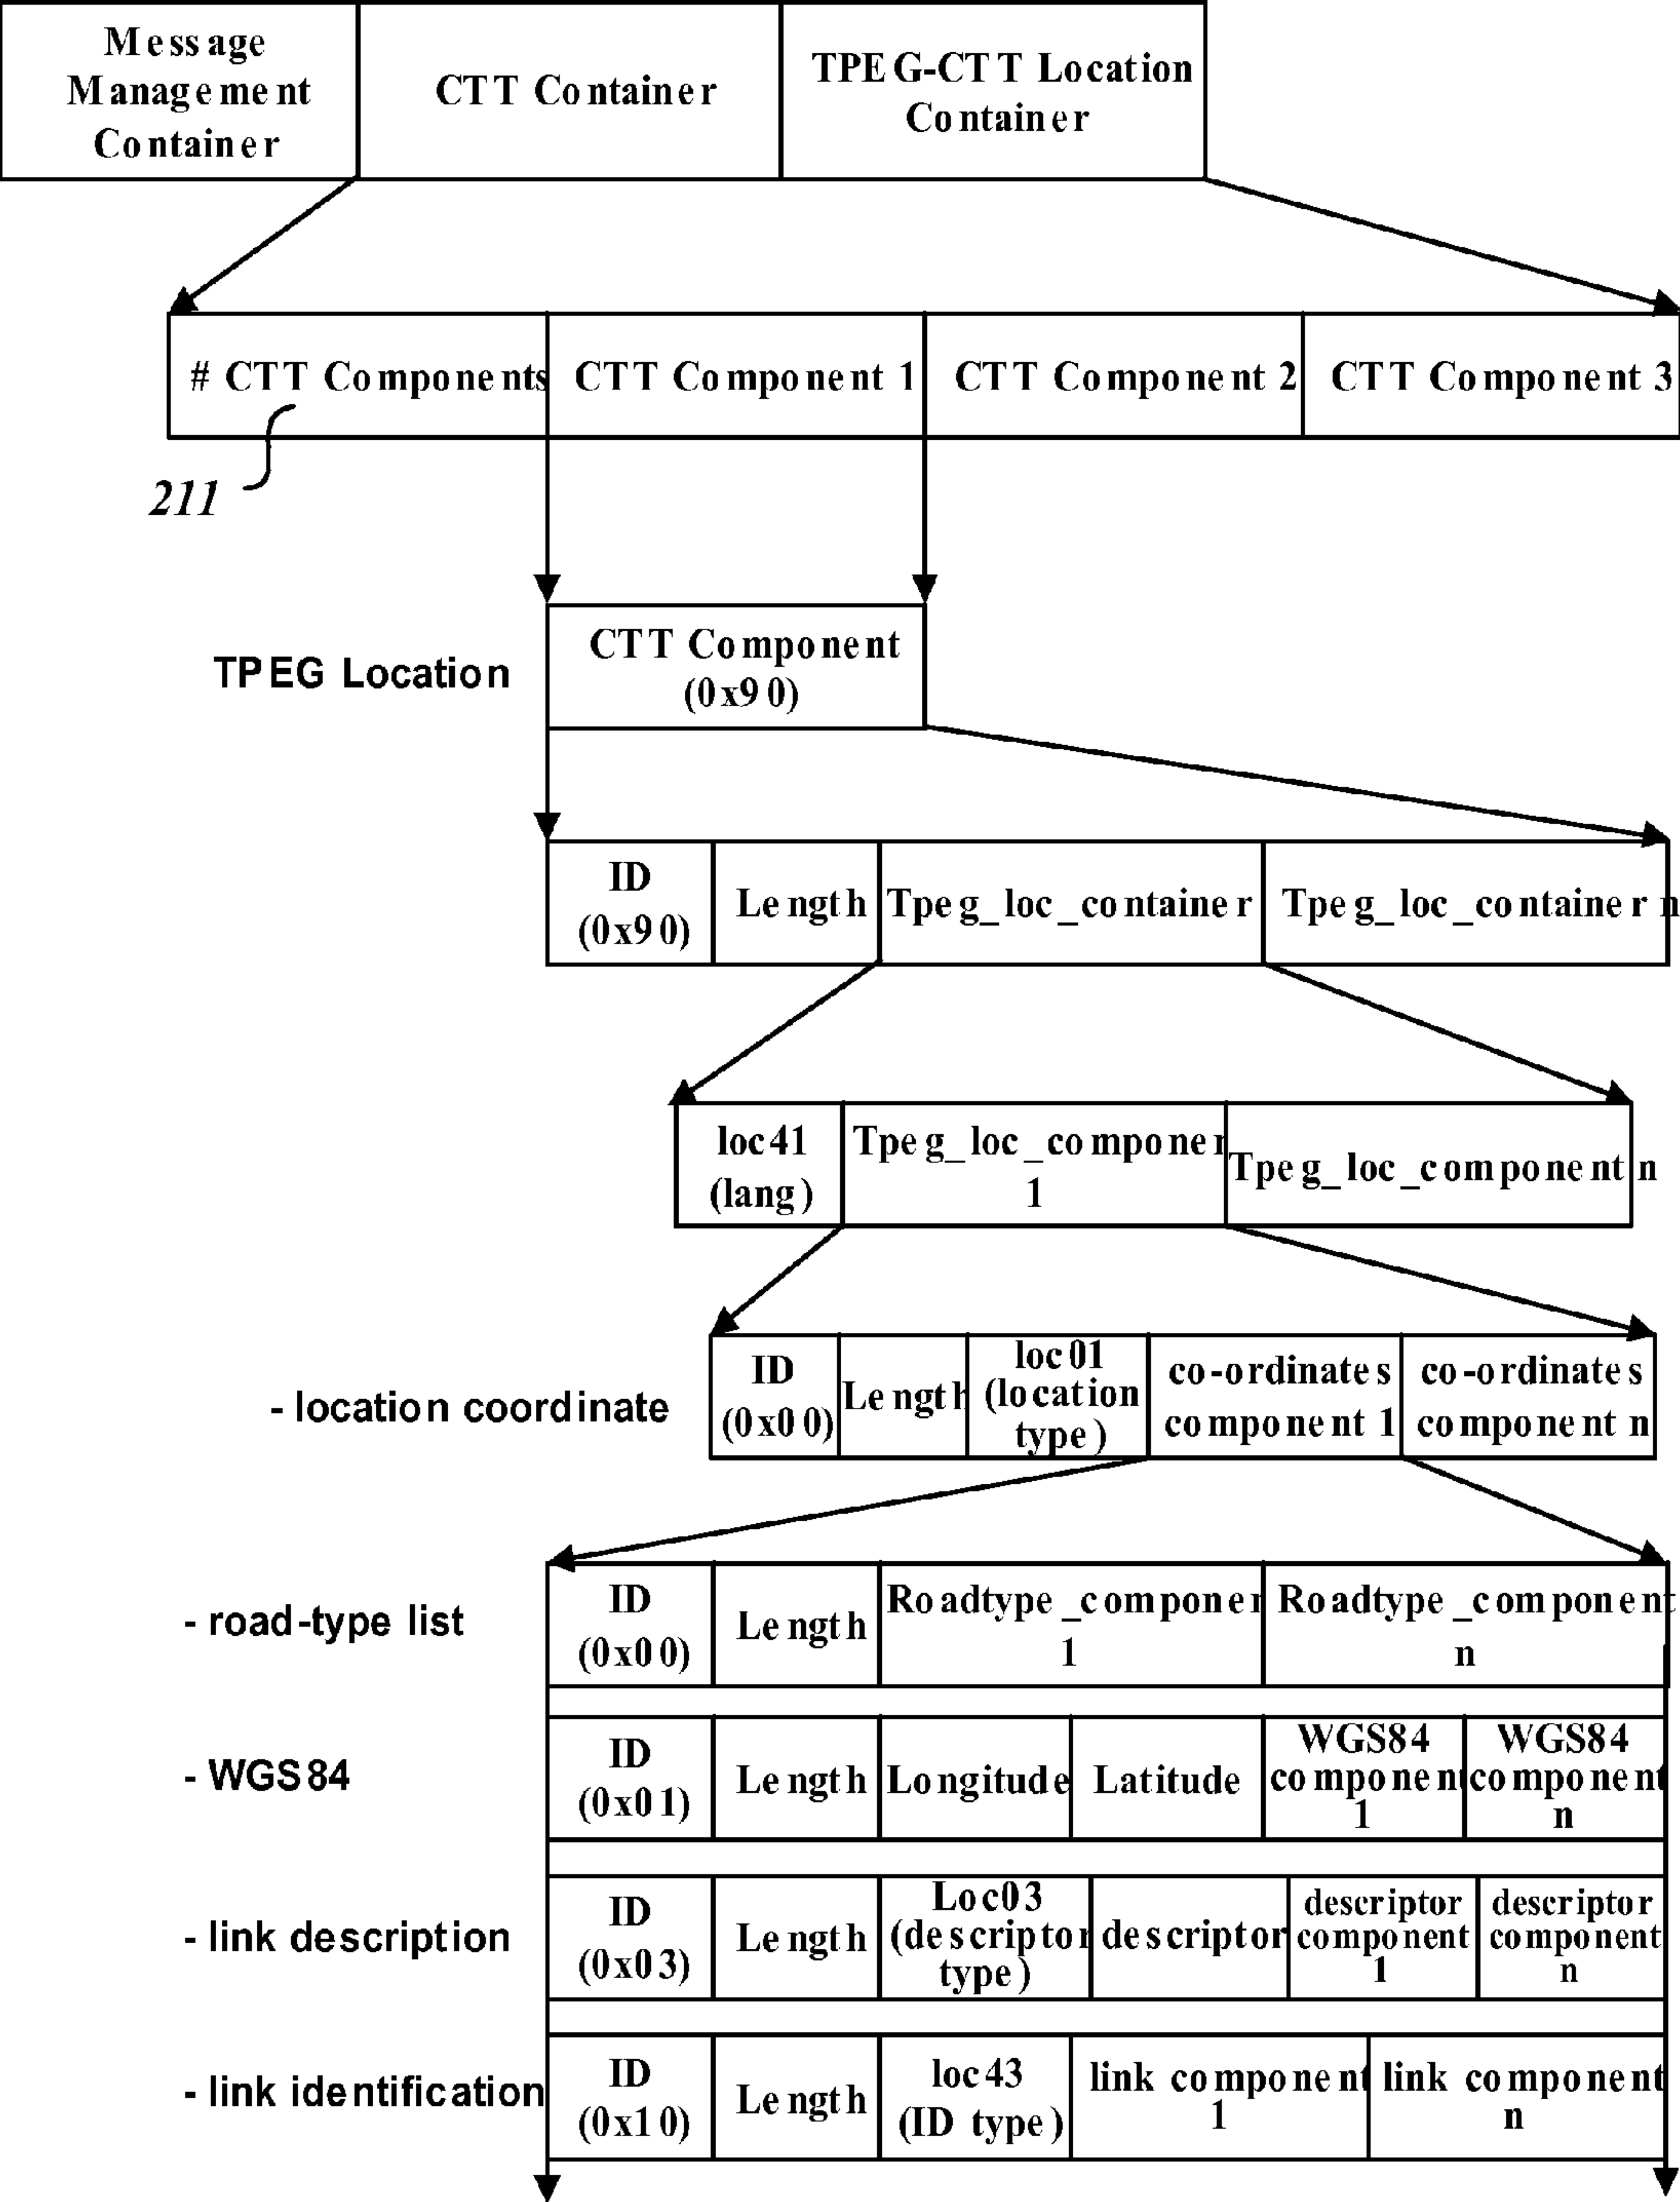 Message
Management
Container
CTT Container
TPEG-CTT Location
Container
# CTT Components
CTT Component 1
CTT Component 2
CTT Component 3
211
TPEG Location
CTT Component
(0x90)
ID
(0x90)
Length
Tpeg_loc_container
Tpeg_loc_container n
loc41
(lang)
Tpeg_loc_componer
1
Tpeg_loc_component n
- location coordinate
ID
(0x00)
Length
loc01
(location
type)
co-ordinates
component 1
co-ordinates
component n
- road-type list
ID
(0x00)
Length
Roadtype_componer
1
Roadtype_component
n
- WGS84
ID
(0x01)
Length
Longitude
Latitude
WGS84
component
1
WGS84
component
n
- link description
ID
(0x03)
Length
Loc03
(descriptor
type)
descriptor
descriptor
component
1
descriptor
component
n
- link identification
ID
(0x10)
Length
loc43
(ID type)
link component
1
link component
n